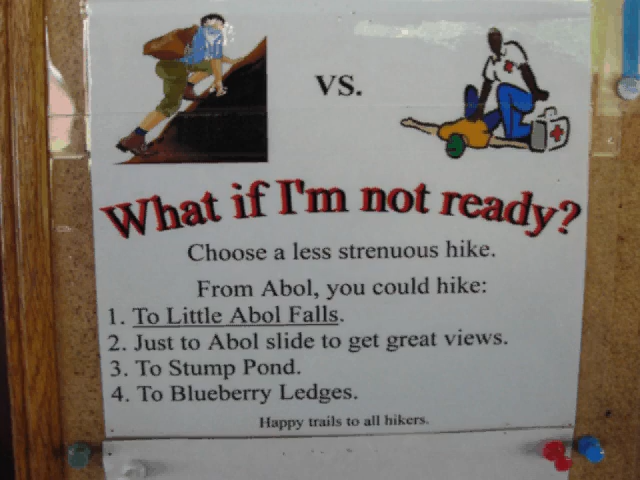 vs.
What if I'm not ready?
Choose a less strenuous hike.
From Abol, you could hike:
1. To Little Abol Falls.
2. Just to Abol slide to get great views.
3. To Stump Pond.
4. To Blueberry Ledges.
Happy trails to all hikers.